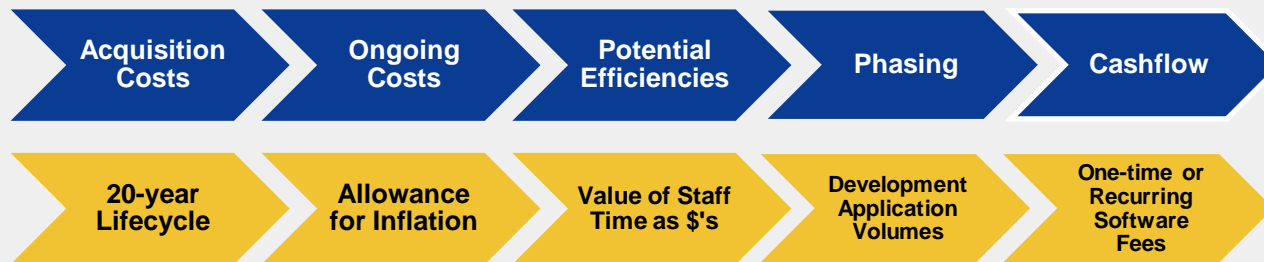 Acquisition
Costs
Ongoing
Costs
Potential
Efficiencies
Phasing
Cashflow
20-year
Lifecycle
Allowance
for Inflation
Value of Staff
Time as $'s
Development
Application
Volumes
One-time or
Recurring
Software
Fees